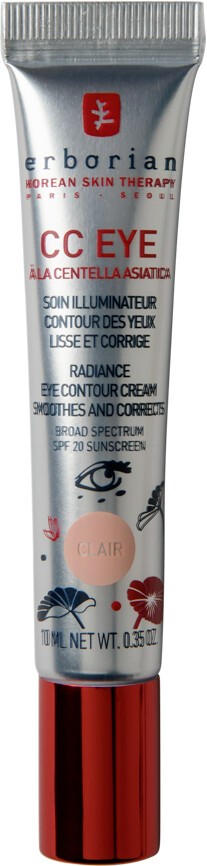 erborian
KOREAN SKIN THERAPY
PARIS - SEOUL
CC EYE
À LA CENTELLA ASIATICA
SOIN ILLUMINATEUR
CONTOUR DES YEUX
LISSE ET CORRIGE
RADIANCE
EYE CONTOUR CREAM
SMOOTHES AND CORRECTS
BROAD SPECTRUM
SPF 20 SUNSCREEN
CLAIR
10 ML NET WT. 0.35 OZ.